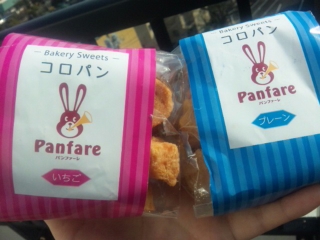 - Bakery Sweets -
コロパン
Panfare
パンファーレ
いちご
- Bakery Sweets -
コロパン
Panfare
パンファーレ
プレーン